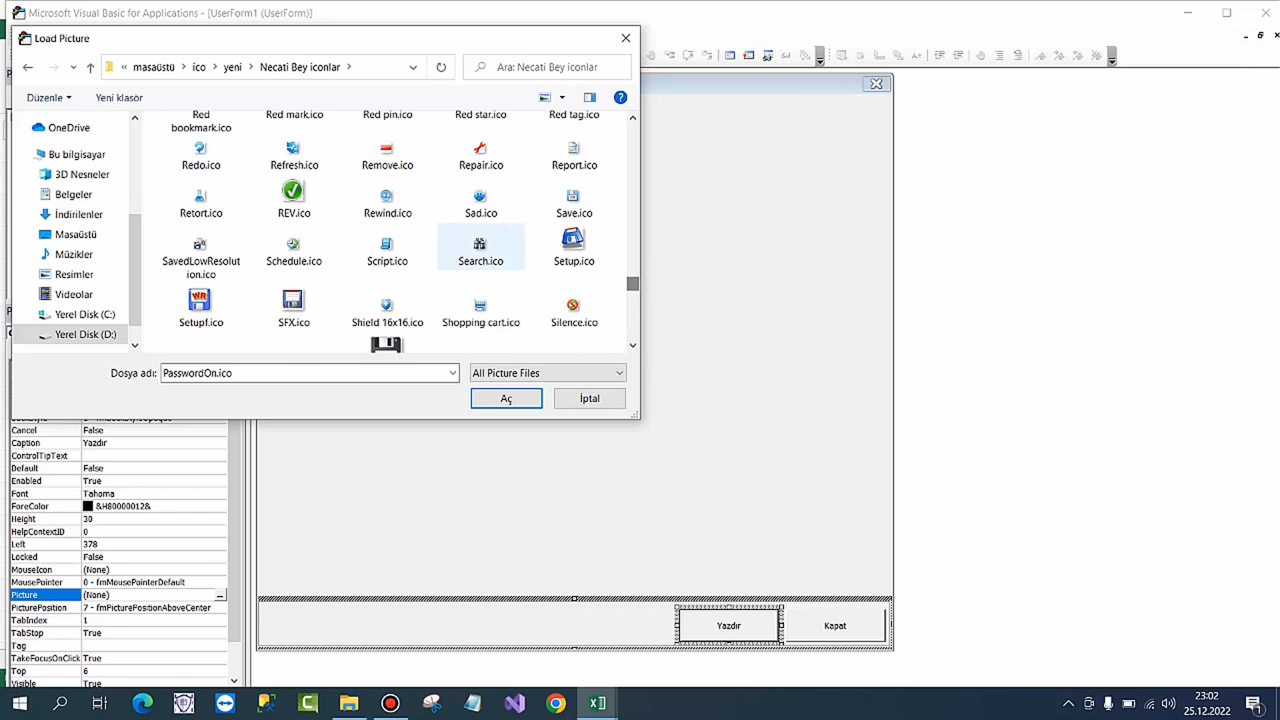 Microsoft Visual Basic for Applications - [UserForm1 (UserForm)]
Load Picture
« masaüstü > ico > yeni > Necati Bey iconlar >
Ara: Necati Bey iconlar
Düzenle
Yeni klasör
OneDrive
Bu bilgisayar
3D Nesneler
Belgeler
İndirilenler
Masaüstü
Müzikler
Resimler
Videolar
Yerel Disk (C:)
Yerel Disk (D:)
Red bookmark.ico
Red mark.ico
Red pin.ico
Red star.ico
Red tag.ico
Redo.ico
Refresh.ico
Remove.ico
Repair.ico
Report.ico
Retort.ico
REV.ico
Rewind.ico
Sad.ico
Save.ico
SavedLowResolut
ion.ico
Schedule.ico
Script.ico
Search.ico
Setup.ico
Setupf.ico
SFX.ico
Shield 16x16.ico
Shopping cart.ico
Silence.ico
Dosya adı:
PasswordOn.ico
All Picture Files
Aç
İptal
Cancel False
Caption Yazdır
ControlTipText
Default False
Enabled True
Font Tahoma
ForeColor &H80000012&
Height 30
HelpContextID 0
Left 378
Locked False
MouseIcon (None)
MousePointer 0 - fmMousePointerDefault
Picture (None)
PicturePosition 7 - fmPicturePositionAboveCenter
TabIndex 1
TabStop True
Tag
TakeFocusOnClick True
Top 6
Visible True
Yazdır
Kapat
23:02
25.12.2022